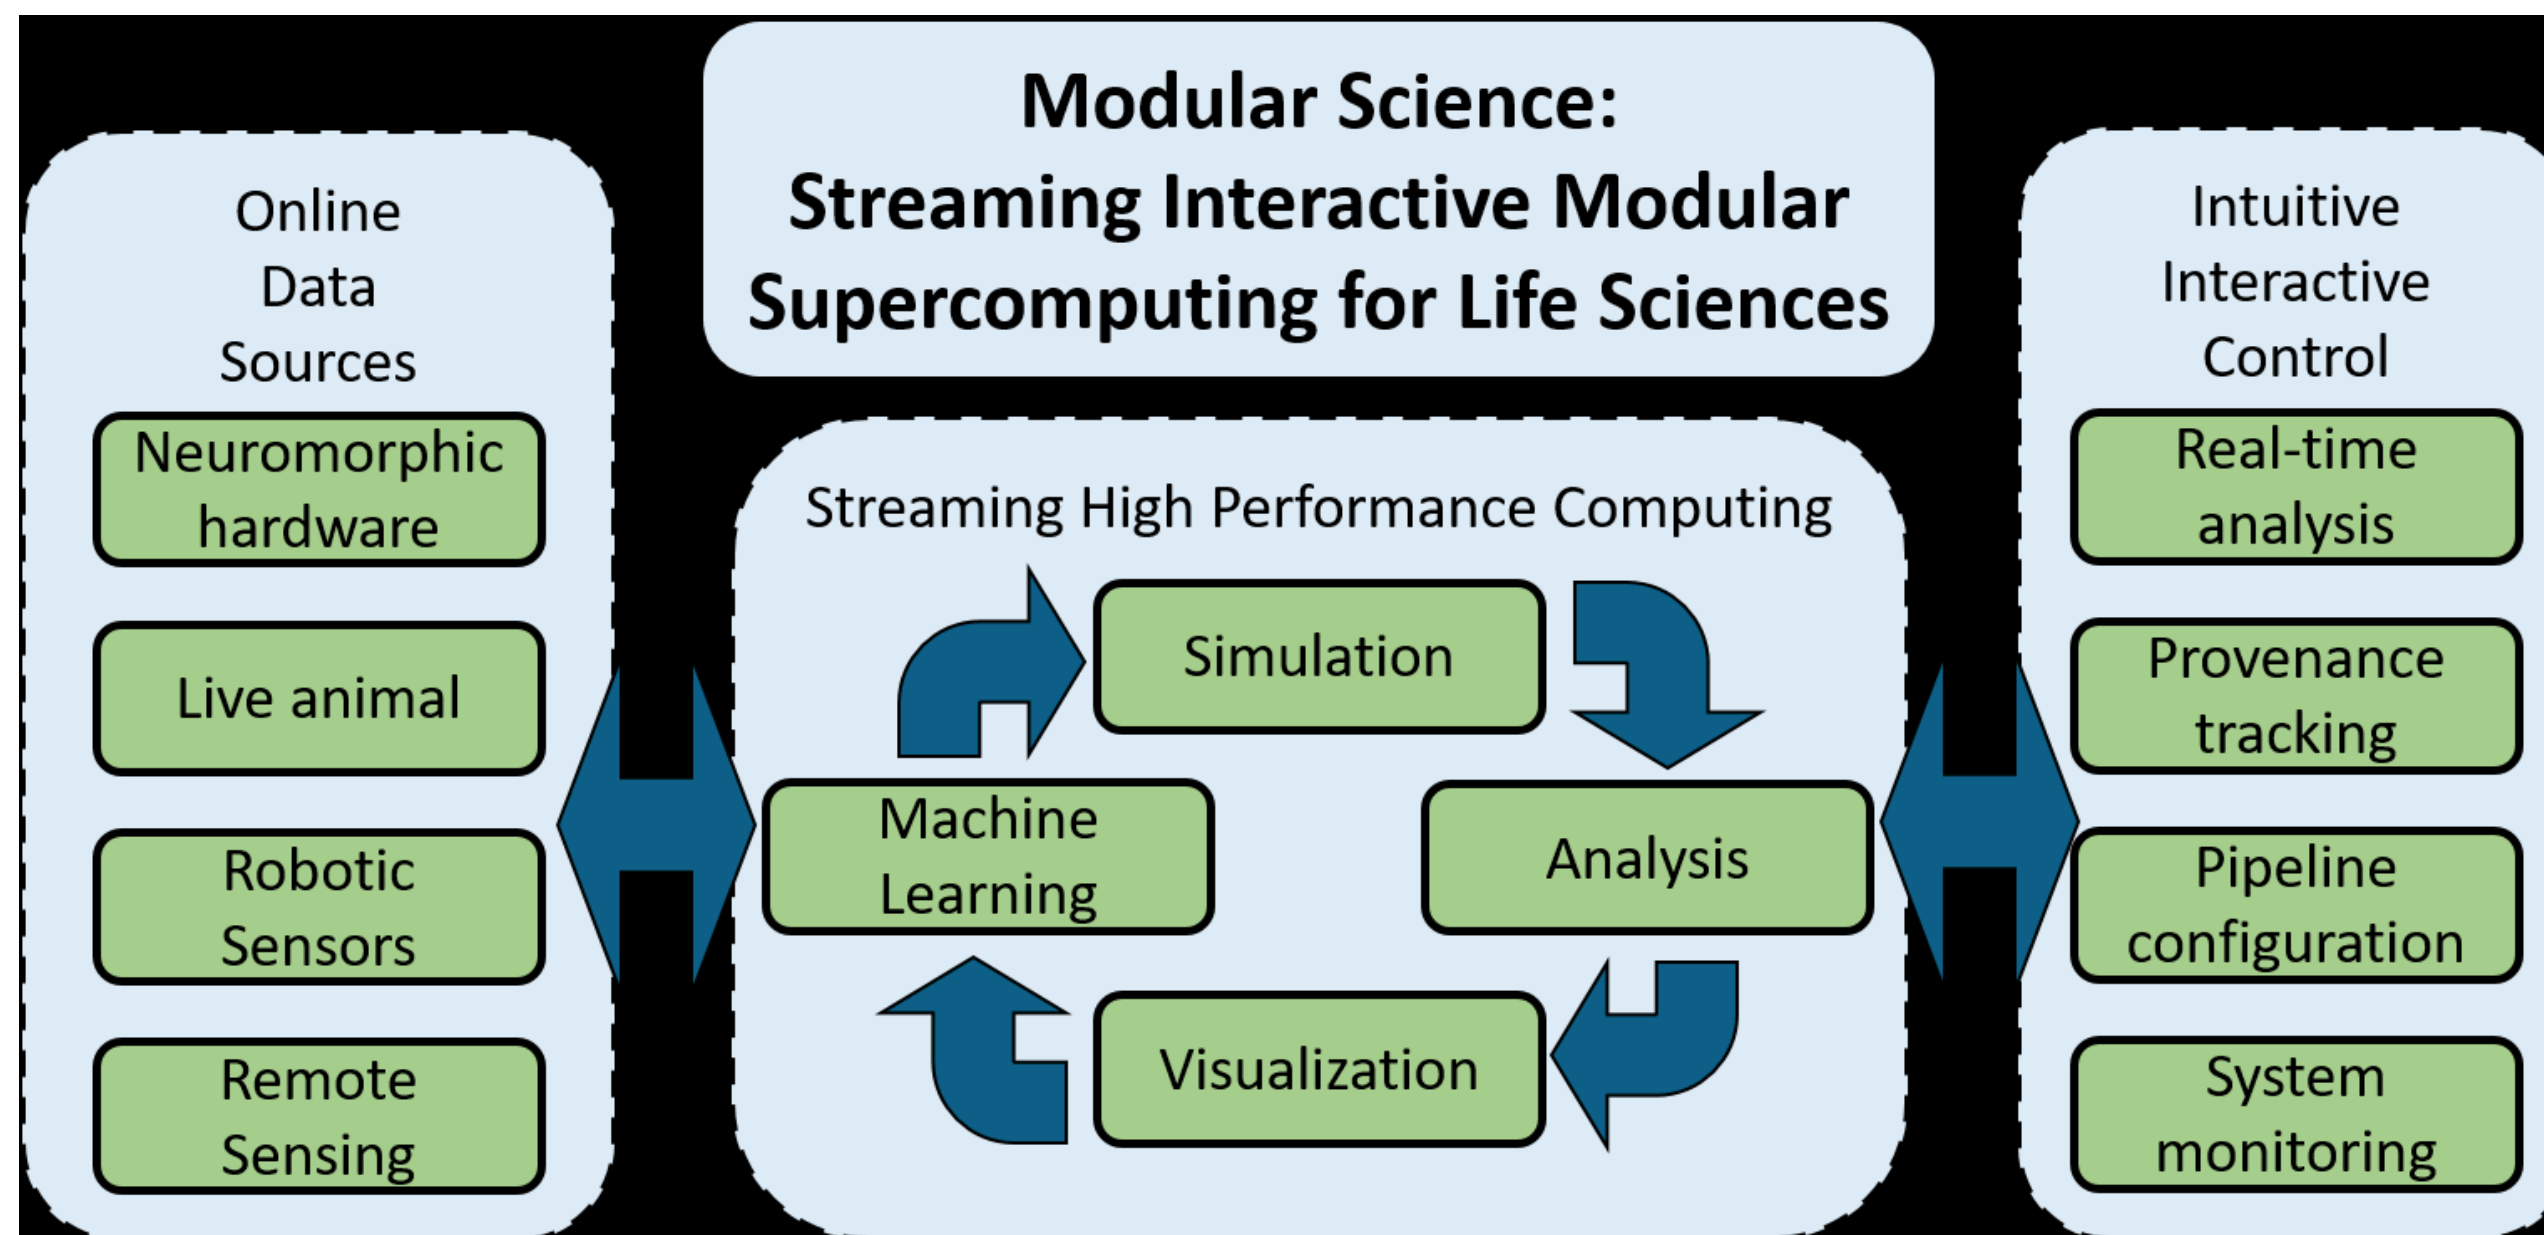 Modular Science:
Streaming Interactive Modular
Supercomputing for Life Sciences
Online
Data
Sources
Neuromorphic
hardware
Live animal
Robotic
Sensors
Remote
Sensing
Streaming High Performance Computing
Simulation
Machine
Learning
Analysis
Visualization
Intuitive
Interactive
Control
Real-time
analysis
Provenance
tracking
Pipeline
configuration
System
monitoring